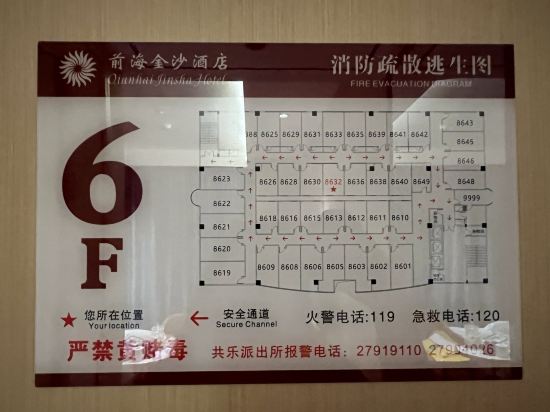 前海金沙酒店
Qianhai Jinsha Hotel
消防疏散逃生图
FIRE EVACUATION DIAGRAM
6F
8625 8629 8631 8633 8635 8639 8641 8642
8643
8645
8646
8648
9999
8623
8622
8621
8620
8619
8626 8628 8630 8632 8636 8638 8640 8649
8618 8616 8615 8613 8612 8611 8610
8609 8608 8606 8605 8603 8602 8601
★ 您所在位置
Your location
← 安全通道
Secure Channel
火警电话:119 急救电话:120
严禁黄赌毒
共乐派出所报警电话: 27919110